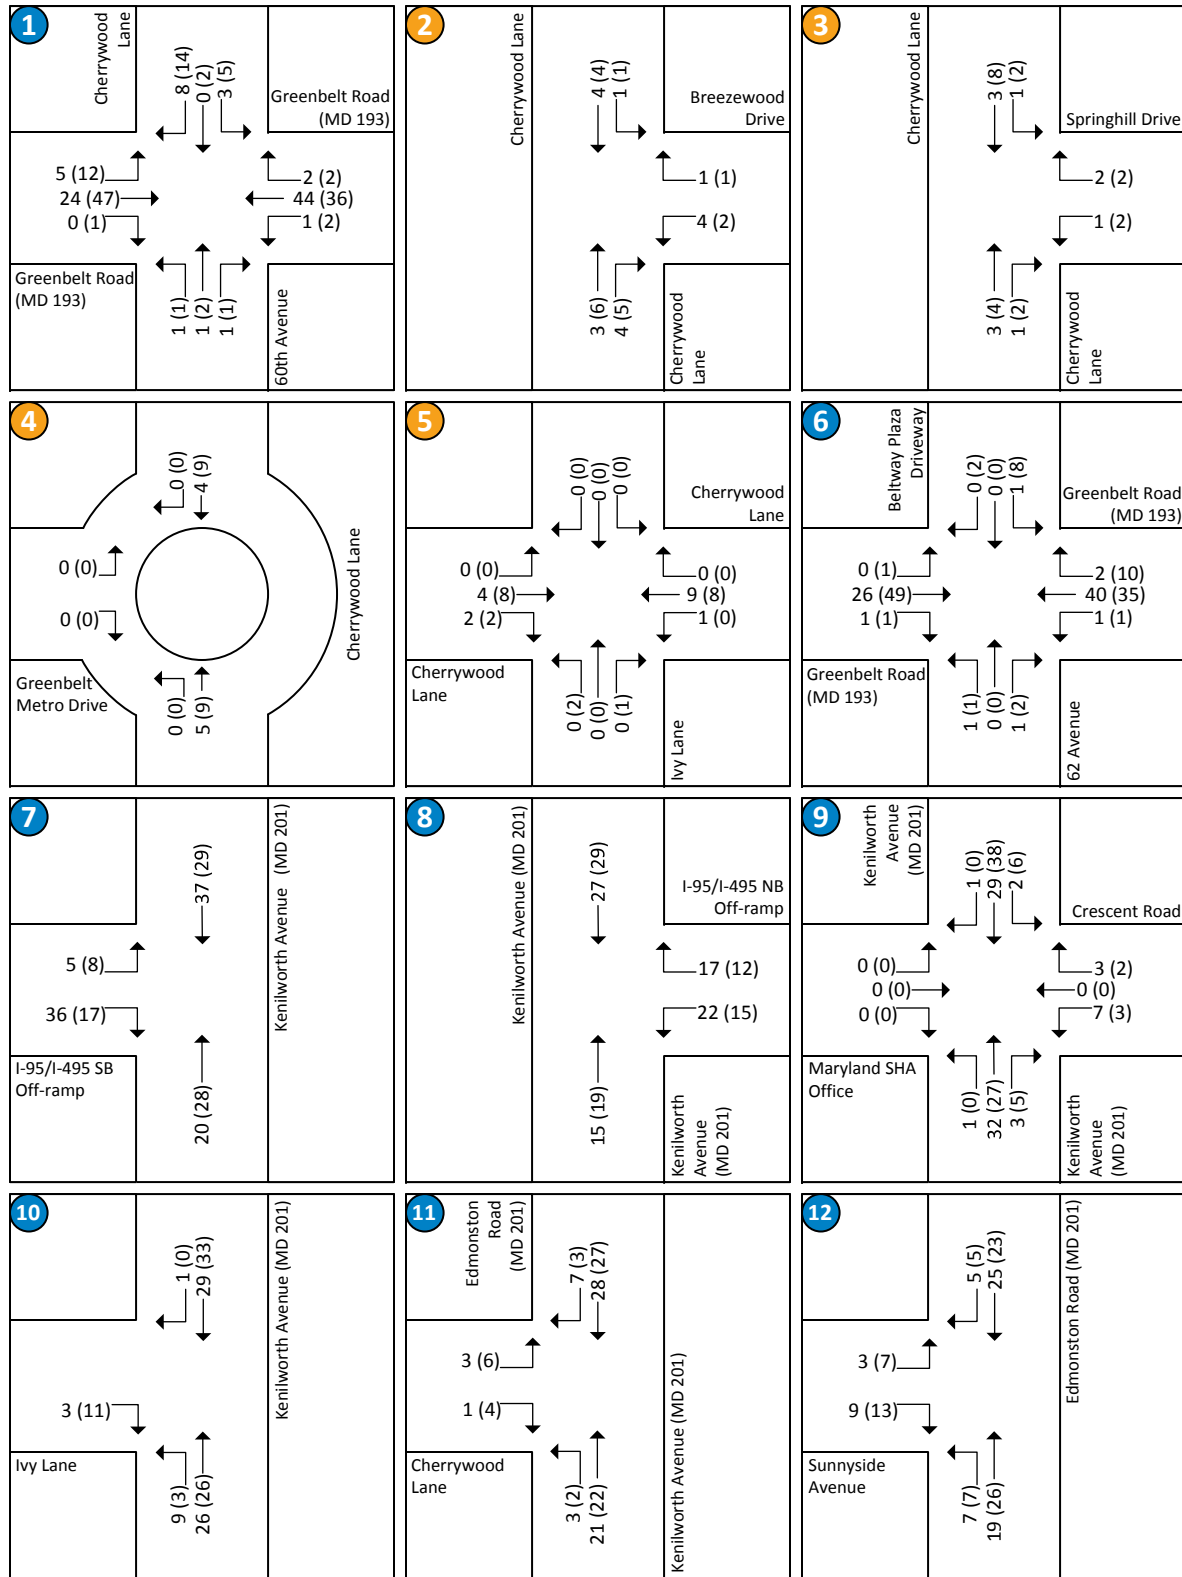 1
Cherrywood
Lane
8 (14)
0 (2)
3 (5)
Greenbelt Road
(MD 193)
5 (12)
24 (47)
0 (1)
2 (2)
44 (36)
1 (2)
Greenbelt Road
(MD 193)
1 (1)
1 (2)
1 (1)
60th Avenue
2
Cherrywood Lane
4 (4)
1 (1)
Breezewood
Drive
1 (1)
4 (2)
3 (6)
4 (5)
Cherrywood
Lane
3
Cherrywood Lane
3 (8)
1 (2)
Springhill Drive
2 (2)
1 (2)
3 (4)
1 (2)
Cherrywood
Lane
4
0 (0)
4 (9)
0 (0)
0 (0)
Cherrywood Lane
Greenbelt
Metro Drive
0 (0)
5 (9)
5
0 (0)
0 (0)
0 (0)
Cherrywood
Lane
0 (0)
4 (8)
2 (2)
0 (0)
9 (8)
1 (0)
Cherrywood
Lane
0 (2)
0 (0)
0 (1)
Ivy Lane
6
Beltway Plaza
Driveway
0 (2)
0 (0)
1 (8)
Greenbelt Road
(MD 193)
0 (1)
26 (49)
1 (1)
2 (10)
40 (35)
1 (1)
Greenbelt Road
(MD 193)
1 (1)
0 (0)
1 (2)
62 Avenue
7
37 (29)
Kenilworth Avenue (MD 201)
5 (8)
36 (17)
I-95/I-495 SB
Off-ramp
20 (28)
8
Kenilworth Avenue (MD 201)
27 (29)
I-95/I-495 NB
Off-ramp
17 (12)
22 (15)
15 (19)
Kenilworth
Avenue
(MD 201)
9
Kenilworth
Avenue
(MD 201)
1 (0)
29 (38)
2 (6)
Crescent Road
0 (0)
0 (0)
0 (0)
3 (2)
0 (0)
7 (3)
Maryland SHA
Office
1 (0)
32 (27)
3 (5)
Kenilworth
Avenue
(MD 201)
10
1 (0)
29 (33)
Kenilworth Avenue (MD 201)
3 (11)
Ivy Lane
9 (3)
26 (26)
11
Edmonston
Road
(MD 201)
7 (3)
28 (27)
3 (6)
1 (4)
Cherrywood
Lane
3 (2)
21 (22)
Kenilworth Avenue (MD 201)
12
5 (5)
25 (23)
Edmonston Road (MD 201)
3 (7)
9 (13)
Sunnyside
Avenue
7 (7)
19 (26)